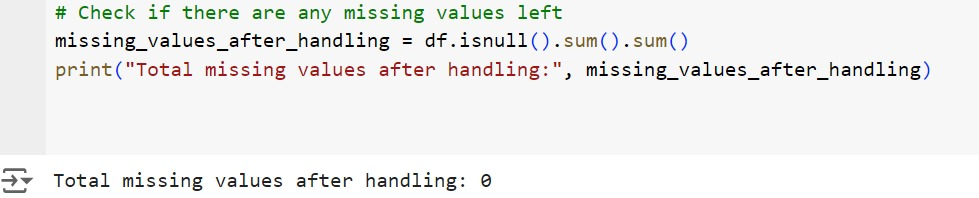 # Check if there are any missing values left
missing_values_after_handling = df.isnull().sum().sum()
print("Total missing values after handling:", missing_values_after_handling)
Total missing values after handling: 0